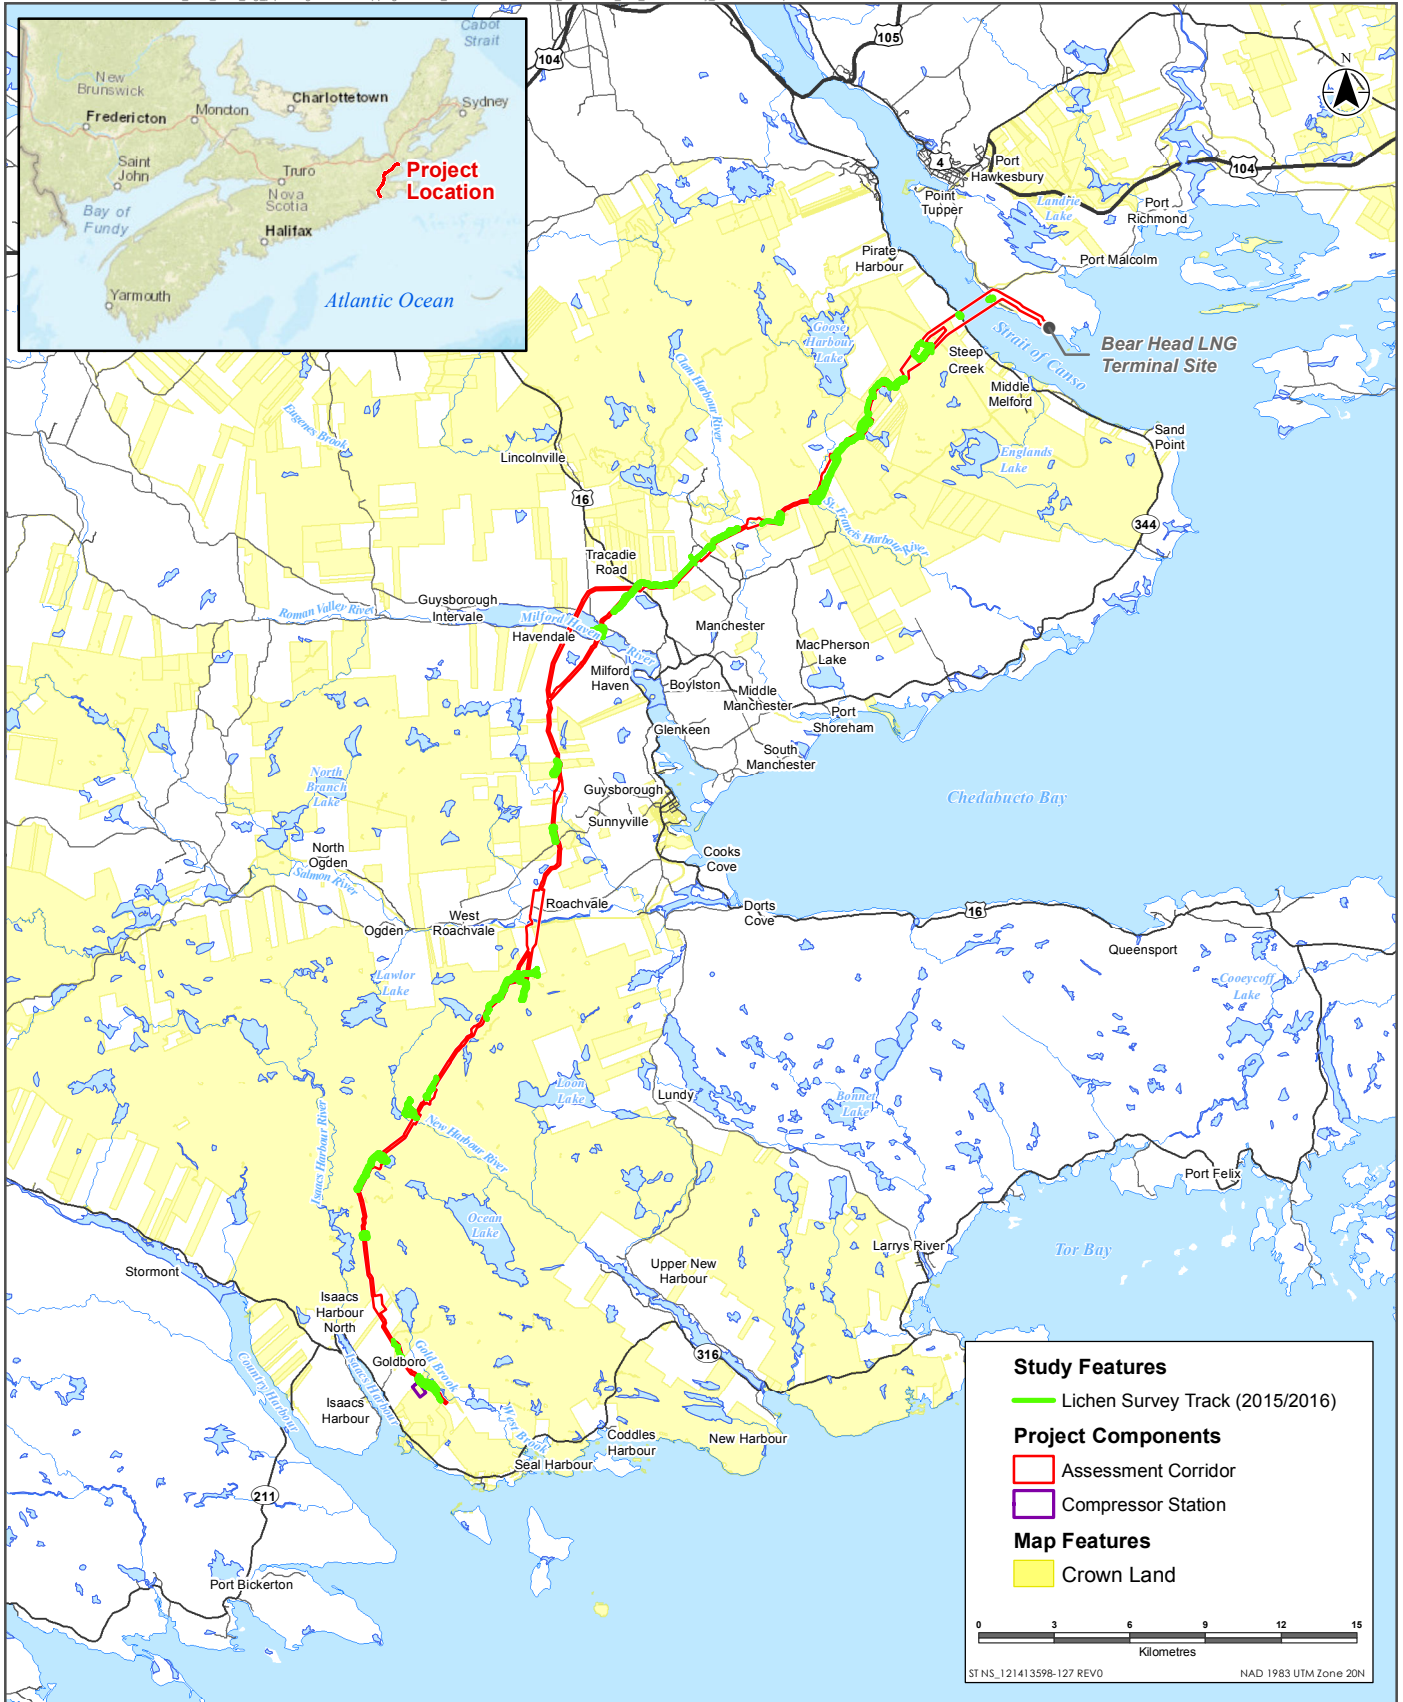 Cabot
Strait
New
Brunswick
Fredericton
Moncton
Charlottetown
Sydney
Saint
John
Truro
Nova
Scotia
Halifax
Bay of
Fundy
Yarmouth
Atlantic Ocean
Project
Location
104
105
N
4
Port
Hawkesbury
104
Point
Tupper
Landrie
Lake
Port
Richmond
Pirate
Harbour
Port Malcolm
Goose
Harbour
Lake
Strait of Canso
Bear Head LNG
Terminal Site
Steep
Creek
Middle
Melford
Clam Harbour River
Eugenes Brook
Lincolnville
Sand
Point
Englands
Lake
16
St. Francis Harbour River
344
Tracadie
Road
Roman Valley River
Guysborough
Intervale
Milford Haven
River
Havendale
Manchester
MacPherson
Lake
Milford
Haven
Boylston
Middle
Manchester
Port
Shoreham
Glenkeen
South
Manchester
North
Branch
Lake
Guysborough
Sunnyville
Chedabucto Bay
North
Ogden
Salmon River
Cooks
Cove
Roachvale
West
Roachvale
Ogden
Dorts
Cove
16
Queensport
Lawlor
Lake
Cooeycoff
Lake
Loon
Lake
Lundy
Bonnet
Lake
Isaacs Harbour River
New Harbour River
Port Felix
Ocean
Lake
Larrys River
Tor Bay
Stormont
Upper New
Harbour
Isaacs
Harbour
North
Goldboro
Gold Brook
316
Country Harbour
Isaacs Harbour
Isaacs
Harbour
West Brook
Coddles
Harbour
New Harbour
Seal Harbour
211
Port Bickerton
Study Features
Lichen Survey Track (2015/2016)
Project Components
Assessment Corridor
Compressor Station
Map Features
Crown Land
0 3 6 9 12 15
Kilometres
ST NS_121413598-127 REV0 NAD 1983 UTM Zone 20N